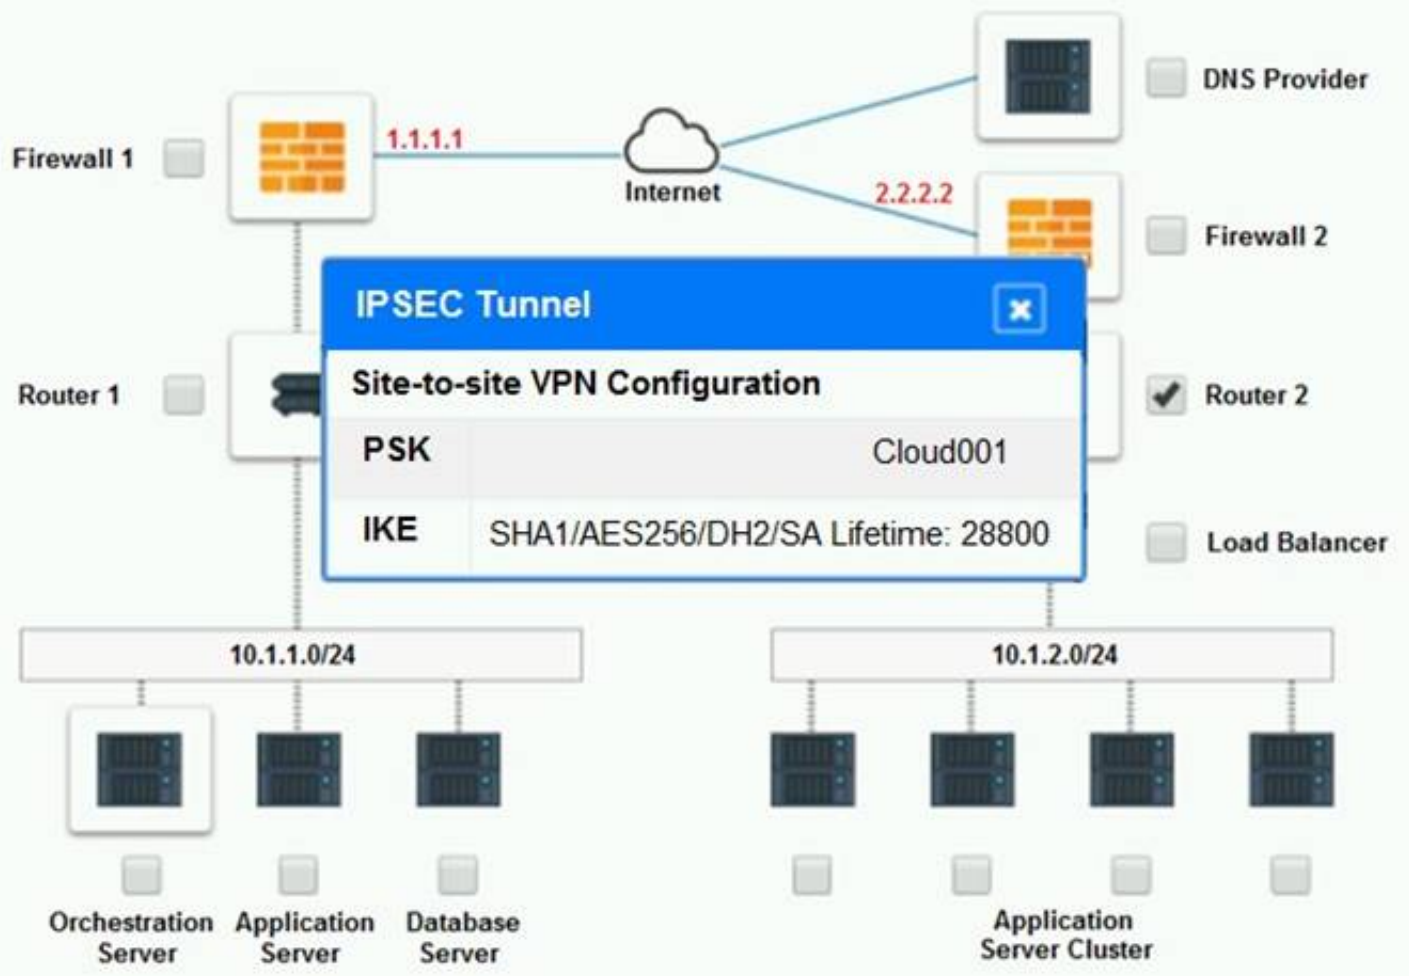 DNS Provider
Firewall 1
1.1.1.1
Internet
2.2.2.2
Firewall 2
IPSEC Tunnel
Site-to-site VPN Configuration
Router 1
Router 2
PSK Cloud001
IKE SHA1/AES256/DH2/SA Lifetime: 28800
Load Balancer
10.1.1.0/24
10.1.2.0/24
Orchestration
Server
Application
Server
Database
Server
Application
Server Cluster